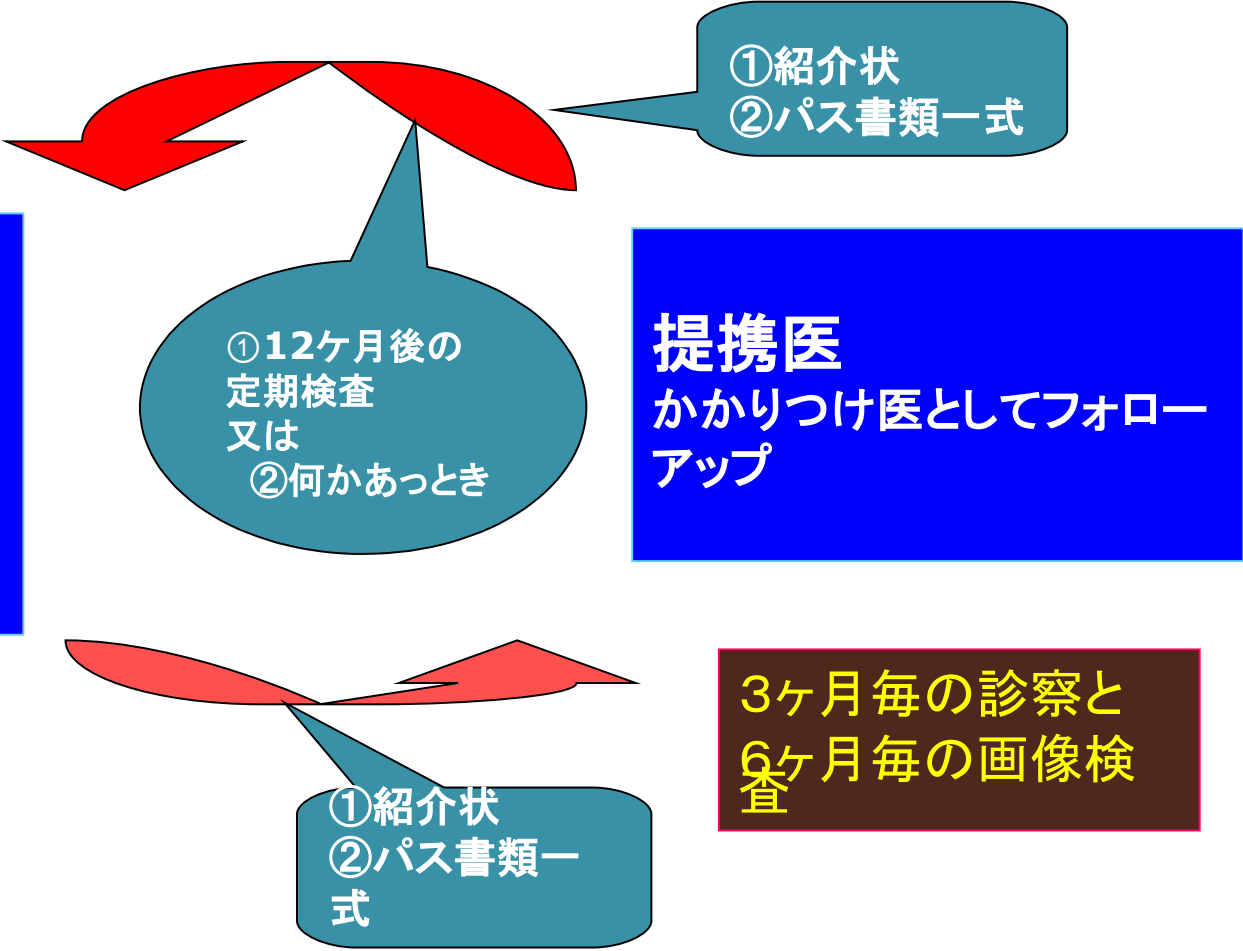 ①紹介状
②パス書類一式
①12ケ月後の
定期検査
又は
②何かあっとき
提携医
かかりつけ医としてフォロー
アップ
３ヶ月毎の診察と
６ヶ月毎の画像検
査
①紹介状
②パス書類一
式